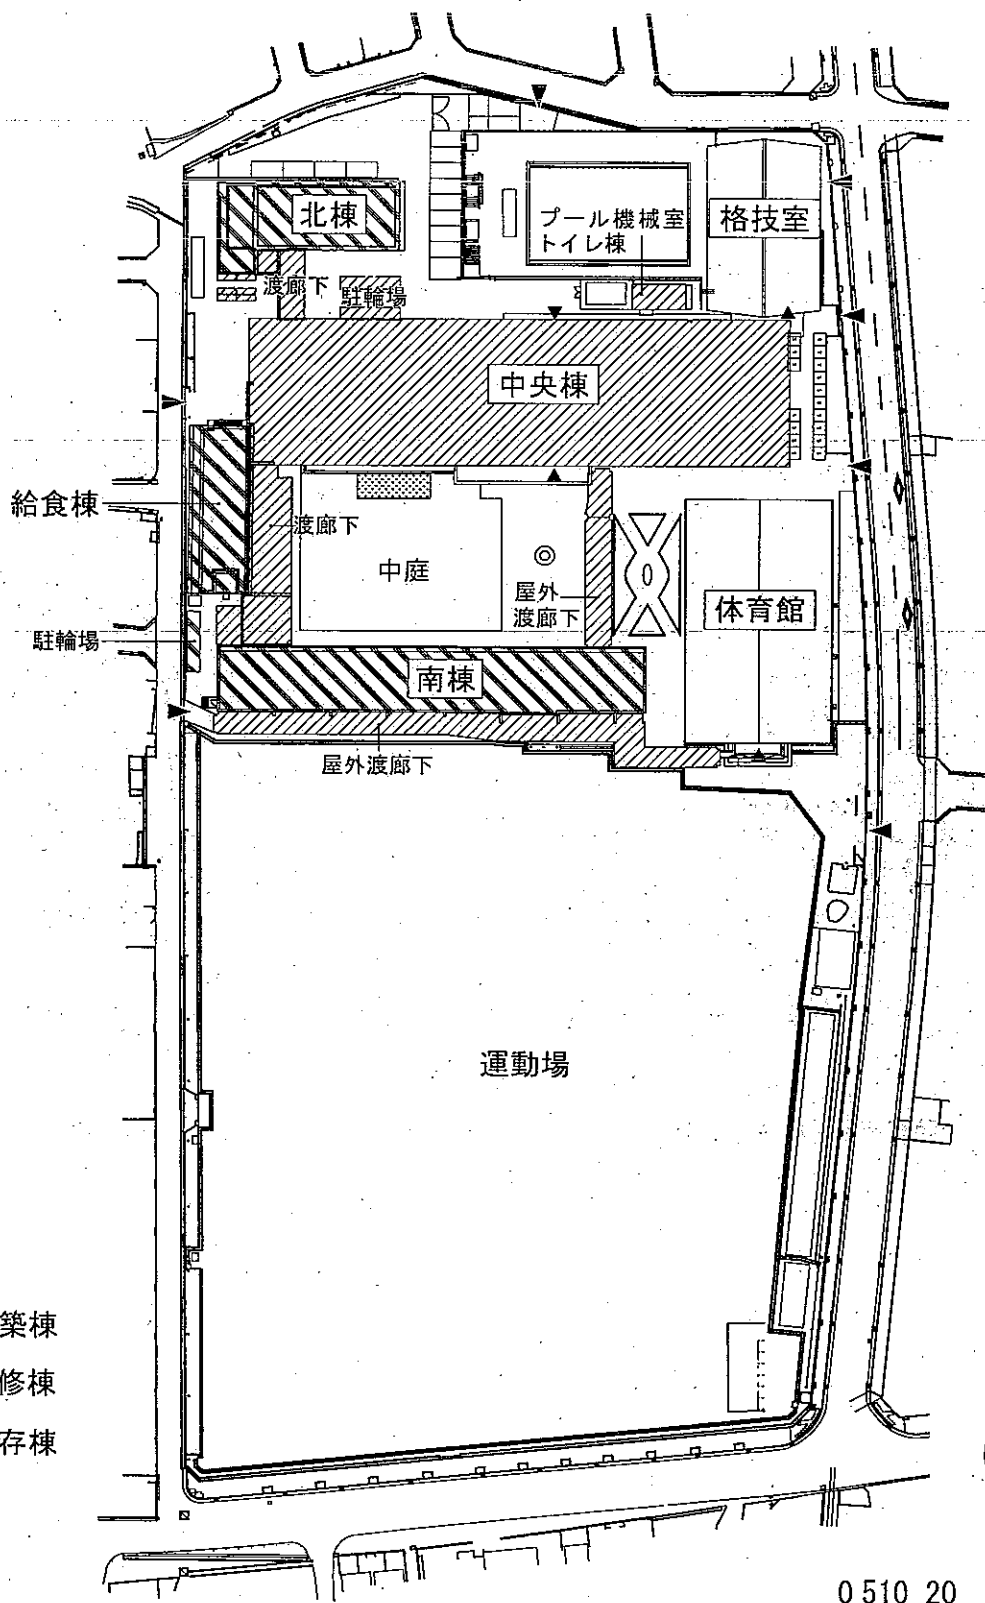 北棟
プール機械室
トイレ棟
格技室
渡廊下
駐輪場
中央棟
給食棟
渡廊下
中庭
屋外
渡廊下
体育館
駐輪場
南棟
屋外渡廊下
運動場
築棟
修棟
存棟
0 510 20